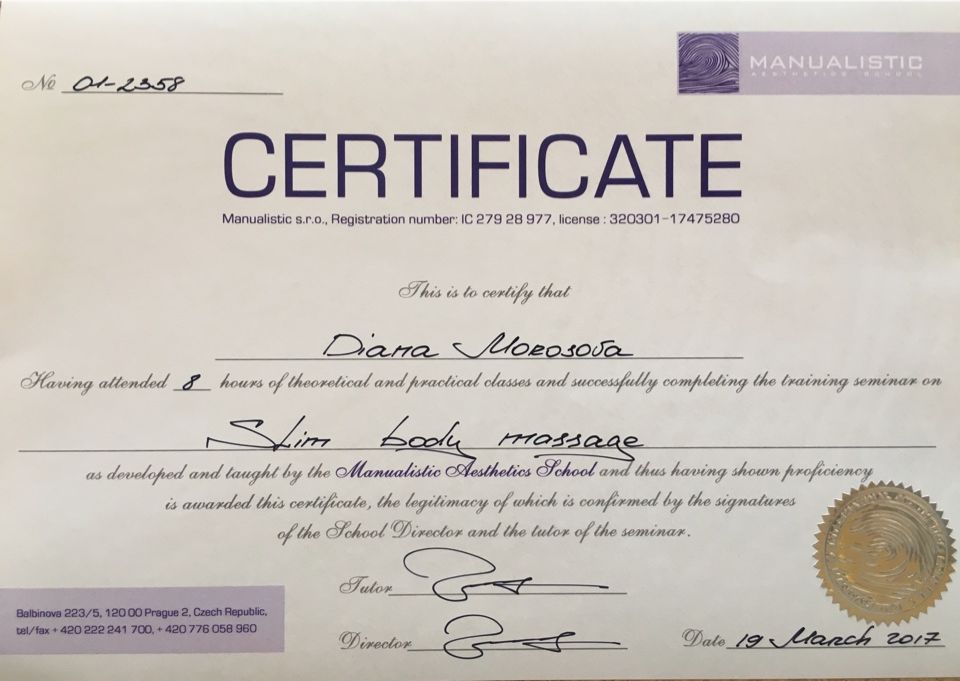 № 01-2358
MANUALISTIC
AESTHETICS SCHOOL
CERTIFICATE
Manualistic s.r.o., Registration number: IC 279 28 977, license : 320301-17475280
This is to certify that
Diana Morosova
Having attended 8 hours of theoretical and practical classes and successfully completing the training seminar on
Slim body massage
as developed and taught by the Manualistic Aesthetics School and thus having shown proficiency
is awarded this certificate, the legitimacy of which is confirmed by the signatures
of the School Director and the tutor of the seminar.
Tutor
Balbinova 223/5, 120 00 Prague 2, Czech Republic,
tel/fax + 420 222 241 700, + 420 776 058 960
Director
Date 19 March 2017